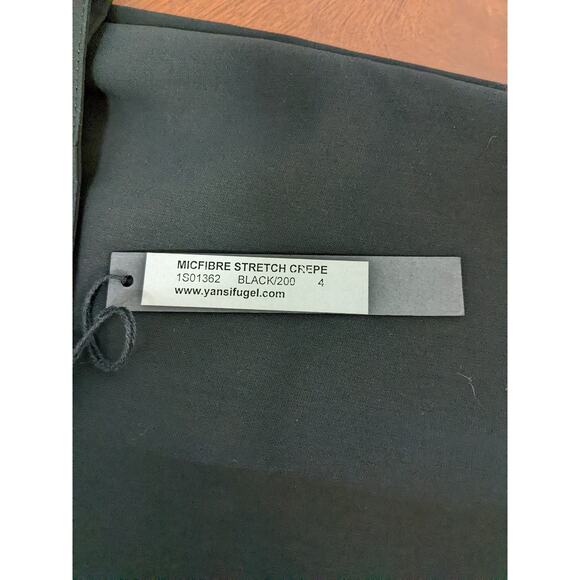 MICFIBRE STRETCH CREPE
1S01362 BLACK/200 4
www.yansifugel.com